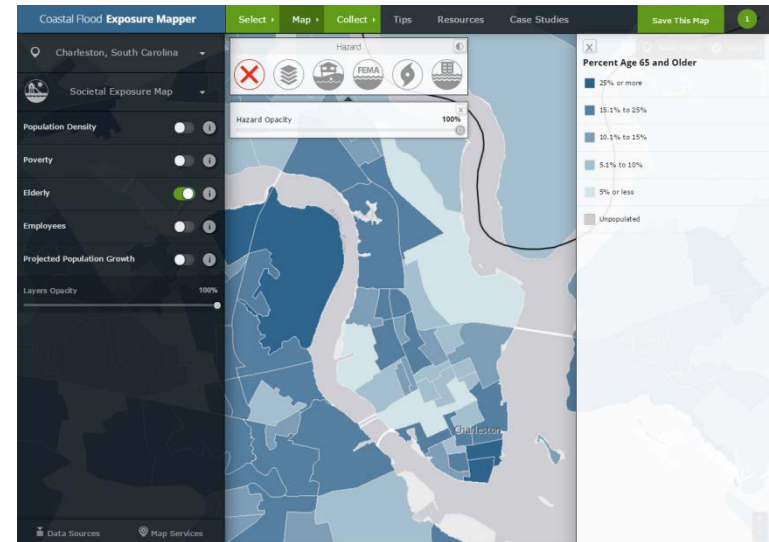 Coastal Flood Exposure Mapper
Select › Map › Collect › Tips Resources Case Studies Save This Map 1
Charleston, South Carolina
Societal Exposure Map
Population Density
Poverty
Elderly
Employees
Projected Population Growth
Layers Opacity 100%
Data Sources Map Services
Hazard
FEMA
X
Hazard Opacity 100%
Charleston
X
Percent Age 65 and Older
25% or more
15.1% to 25%
10.1% to 15%
5.1% to 10%
5% or less
Unpopulated